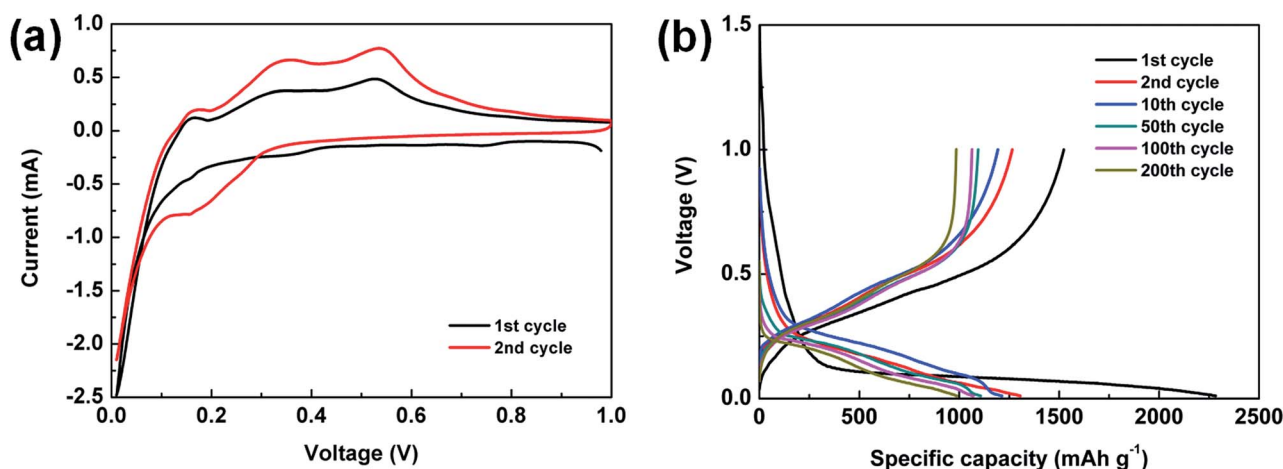 (a)
1.0
0.5
0.0
-0.5
-1.0
-1.5
-2.0
-2.5
Current (mA)
1st cycle
2nd cycle
0.0 0.2 0.4 0.6 0.8 1.0
Voltage (V)
(b)
1.5
1.0
0.5
0.0
Voltage (V)
1st cycle
2nd cycle
10th cycle
50th cycle
100th cycle
200th cycle
0 500 1000 1500 2000 2500
Specific capacity (mAh g⁻¹)